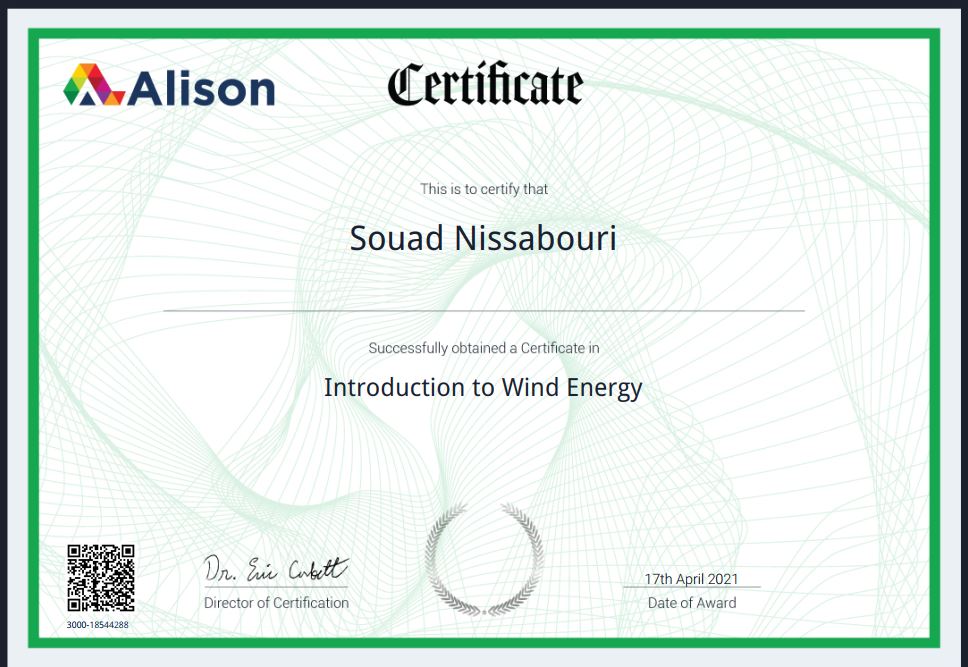 Alison
Certificate
This is to certify that
Souad Nissabouri
Successfully obtained a Certificate in
Introduction to Wind Energy
Dr. Eric Corbett
Director of Certification
17th April 2021
Date of Award
3000-18544288